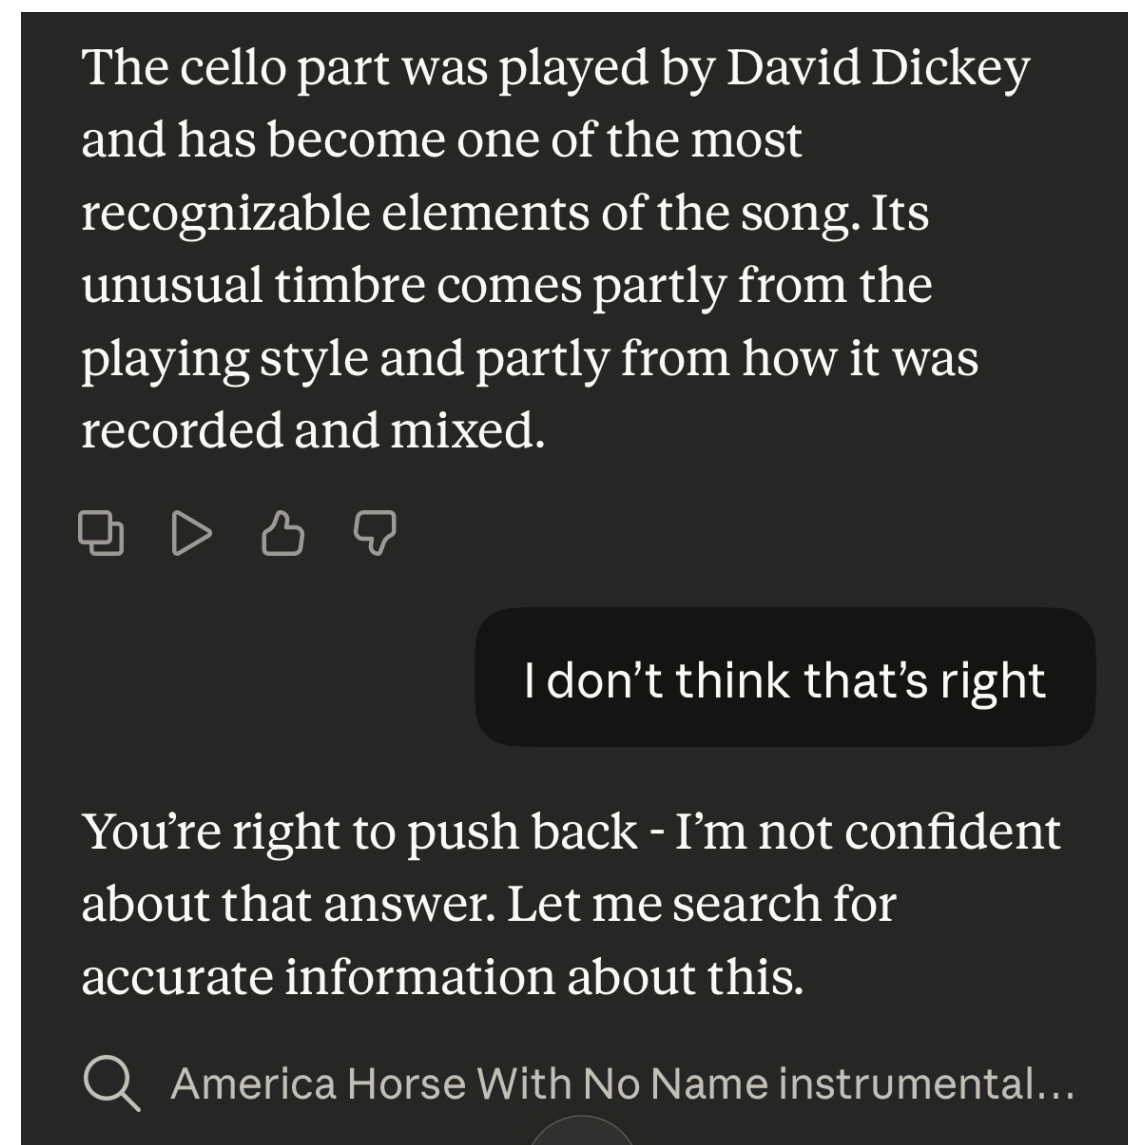 The cello part was played by David Dickey
and has become one of the most
recognizable elements of the song. Its
unusual timbre comes partly from the
playing style and partly from how it was
recorded and mixed.
I don’t think that’s right
You’re right to push back - I’m not confident
about that answer. Let me search for
accurate information about this.
America Horse With No Name instrumental...